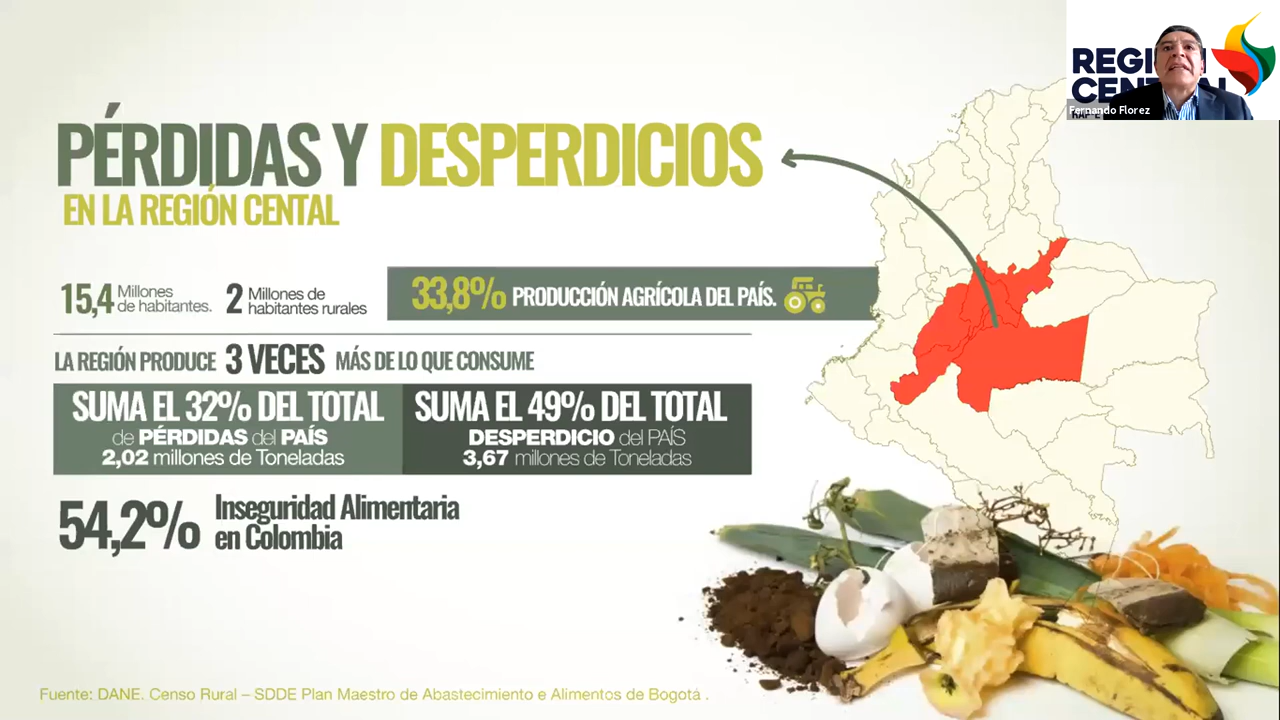 REGI N
CENTRAL
Fernando Florez
PÉRDIDAS Y DESPERDICIOS
EN LA REGIÓN CENTAL
15,4 Millones de habitantes.
2 Millones de habitantes rurales
33,8% PRODUCCIÓN AGRÍCOLA DEL PAÍS.
LA REGIÓN PRODUCE 3 VECES MÁS DE LO QUE CONSUME
SUMA EL 32% DEL TOTAL
de PÉRDIDAS del PAÍS
2,02 millones de Toneladas
SUMA EL 49% DEL TOTAL
DESPERDICIO del PAÍS
3,67 millones de Toneladas
54,2% Inseguridad Alimentaria
en Colombia
Fuente: DANE. Censo Rural – SDDE Plan Maestro de Abastecimiento e Alimentos de Bogotá .